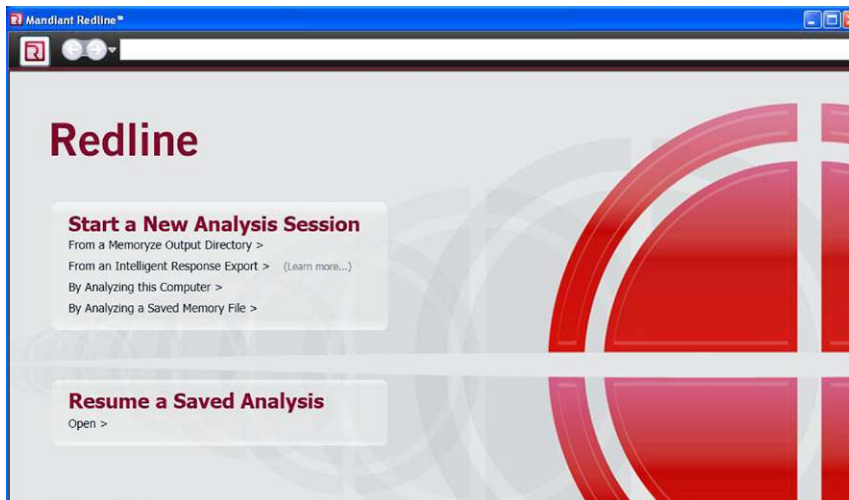 Mandiant Redline™
Redline
Start a New Analysis Session
From a Memoryze Output Directory >
From an Intelligent Response Export > (Learn more...)
By Analyzing this Computer >
By Analyzing a Saved Memory File >
Resume a Saved Analysis
Open >